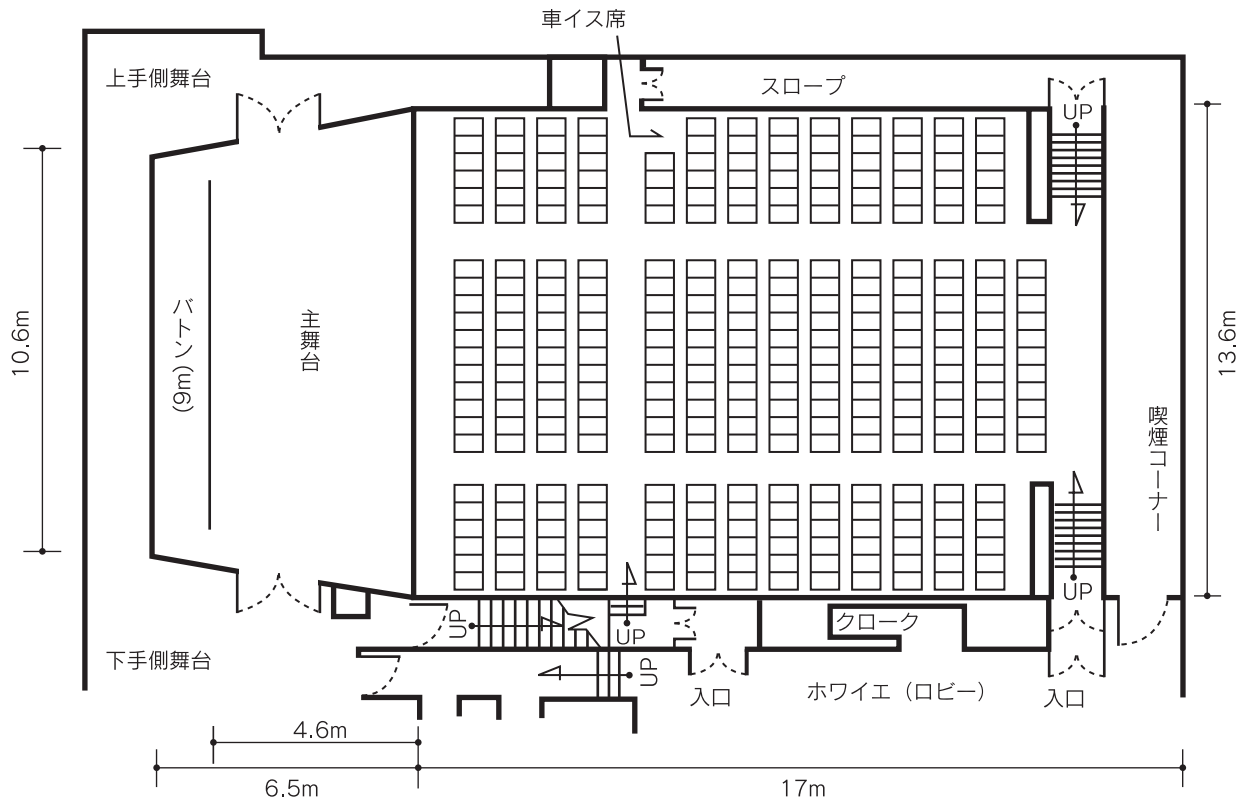 車イス席
上手側舞台
スロープ
UP
10.6m
バトン
(9m)
主舞台
13.6m
喫煙コーナー
UP
UP
UP
クローク
下手側舞台
UP
入口
ホワイエ（ロビー）
入口
4.6m
6.5m
17m